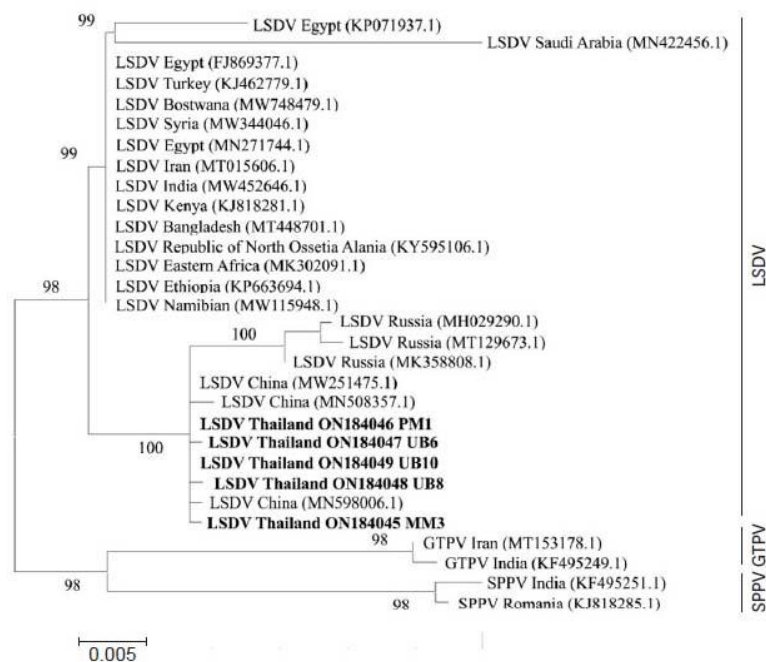 99
LSDV Egypt (KP071937.1)
LSDV Saudi Arabia (MN422456.1)
LSDV Egypt (FJ869377.1)
LSDV Turkey (KJ462779.1)
LSDV Bostwana (MW748479.1)
LSDV Syria (MW344046.1)
LSDV Egypt (MN271744.1)
99
LSDV Iran (MT015606.1)
LSDV India (MW452646.1)
LSDV Kenya (KJ818281.1)
LSDV Bangladesh (MT448701.1)
LSDV Republic of North Ossetia Alania (KY595106.1)
LSDV Eastern Africa (MK302091.1)
98
LSDV Ethiopia (KP663694.1)
LSDV Namibian (MW115948.1)
LSDV
LSDV Russia (MH029290.1)
100
LSDV Russia (MT129673.1)
LSDV Russia (MK358808.1)
LSDV China (MW251475.1)
LSDV China (MN508357.1)
LSDV Thailand ON184046 PM1
100
LSDV Thailand ON184047 UB6
LSDV Thailand ON184049 UB10
LSDV Thailand ON184048 UB8
LSDV China (MN598006.1)
LSDV Thailand ON184045 MM3
98
GTPV Iran (MT153178.1)
GTPV India (KF495249.1)
GTPV
98
SPPV India (KF495251.1)
98
SPPV Romania (KJ818285.1)
SPPV
0.005